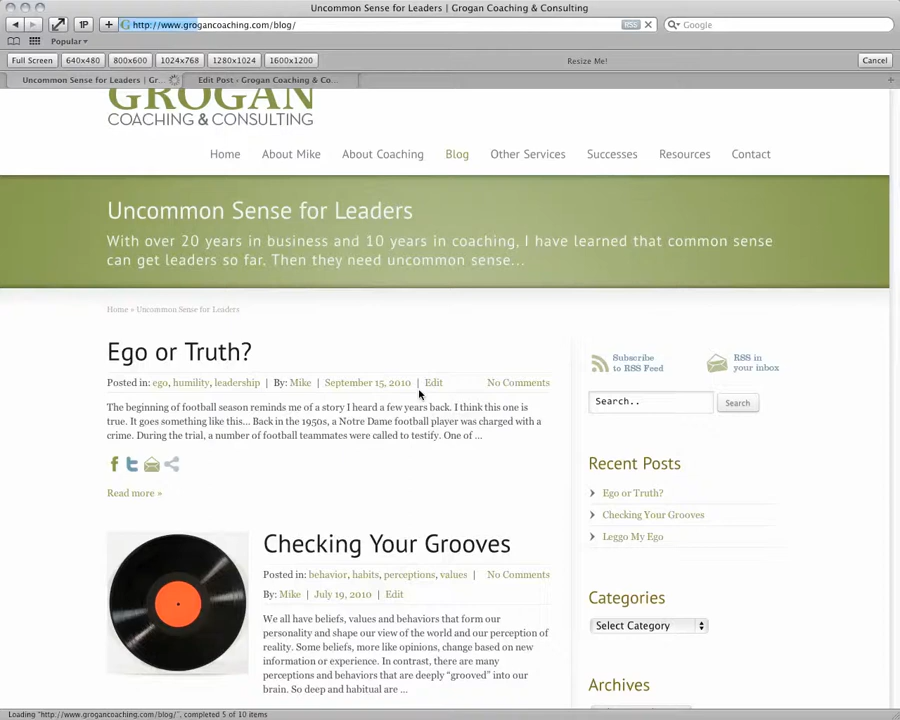 Uncommon Sense for Leaders | Grogan Coaching & Consulting
1P
http://www.grogancoaching.com/blog/
RSS
Google
Popular
Full Screen 640x480 800x600 1024x768 1280x1024 1600x1200 Resize Me! Cancel
Uncommon Sense for Leaders | Gr... Edit Post ‹ Grogan Coaching & Co...
GROGAN
COACHING & CONSULTING
Home About Mike About Coaching Blog Other Services Successes Resources Contact
Uncommon Sense for Leaders
With over 20 years in business and 10 years in coaching, I have learned that common sense
can get leaders so far. Then they need uncommon sense...
Home » Uncommon Sense for Leaders
Ego or Truth?
Posted in: ego, humility, leadership | By: Mike | September 15, 2010 | Edit No Comments
The beginning of football season reminds me of a story I heard a few years back. I think this one is
true. It goes something like this... Back in the 1950s, a Notre Dame football player was charged with a
crime. During the trial, a number of football teammates were called to testify. One of ...
Read more »
Checking Your Grooves
Posted in: behavior, habits, perceptions, values | No Comments
By: Mike | July 19, 2010 | Edit
We all have beliefs, values and behaviors that form our
personality and shape our view of the world and our perception of
reality. Some beliefs, more like opinions, change based on new
information or experience. In contrast, there are many
perceptions and behaviors that are deeply “grooved” into our
brain. So deep and habitual are ...
Subscribe
to RSS Feed
RSS in
your inbox
Search..
Search
Recent Posts
Ego or Truth?
Checking Your Grooves
Leggo My Ego
Categories
Select Category
Archives
Loading "http://www.grogancoaching.com/blog/", completed 5 of 10 items